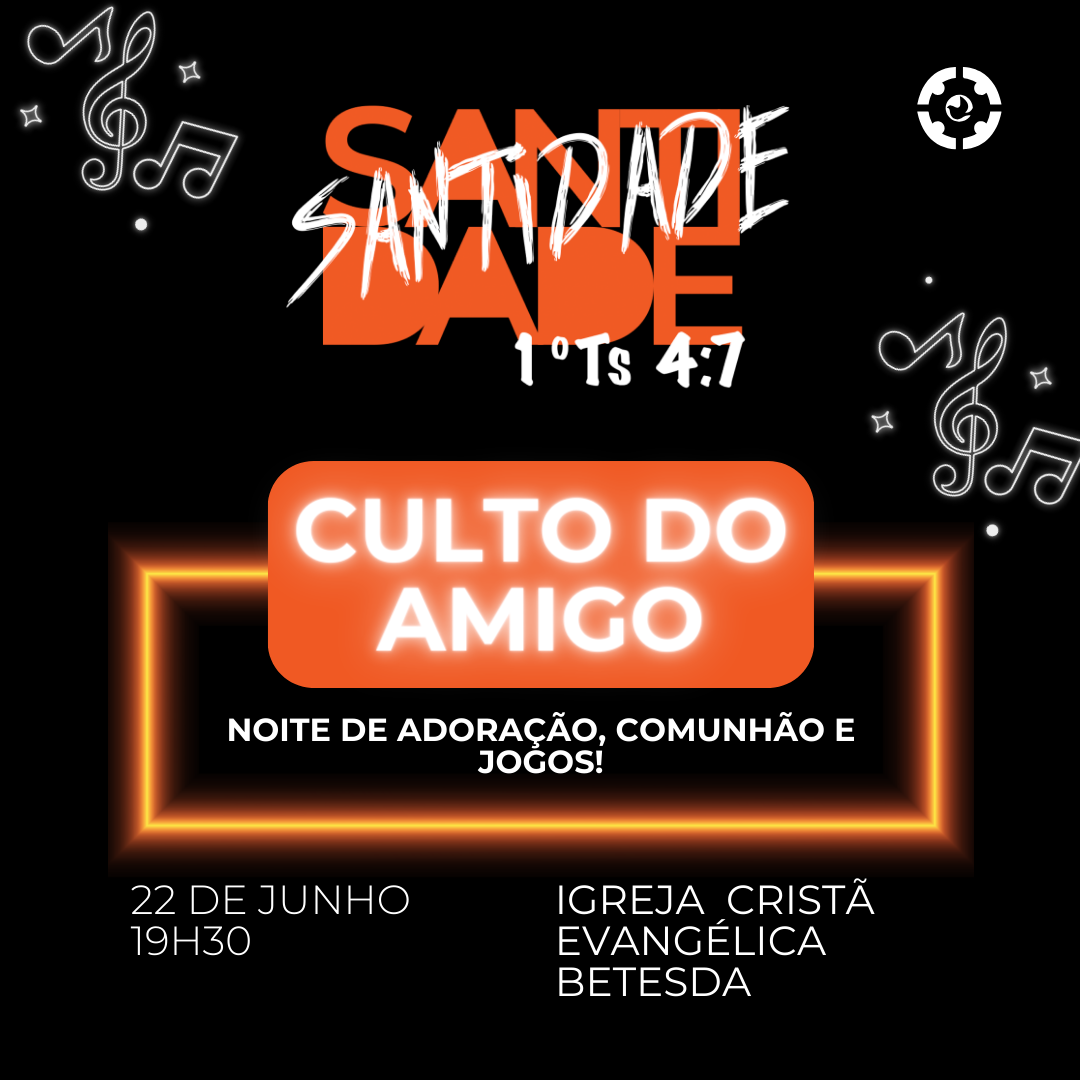 SANTI
DADE
SANTIDADE
1ºTs 4:7
CULTO DO
AMIGO
NOITE DE ADORAÇÃO, COMUNHÃO E
JOGOS!
22 DE JUNHO
19H30
IGREJA CRISTÃ
EVANGÉLICA
BETESDA